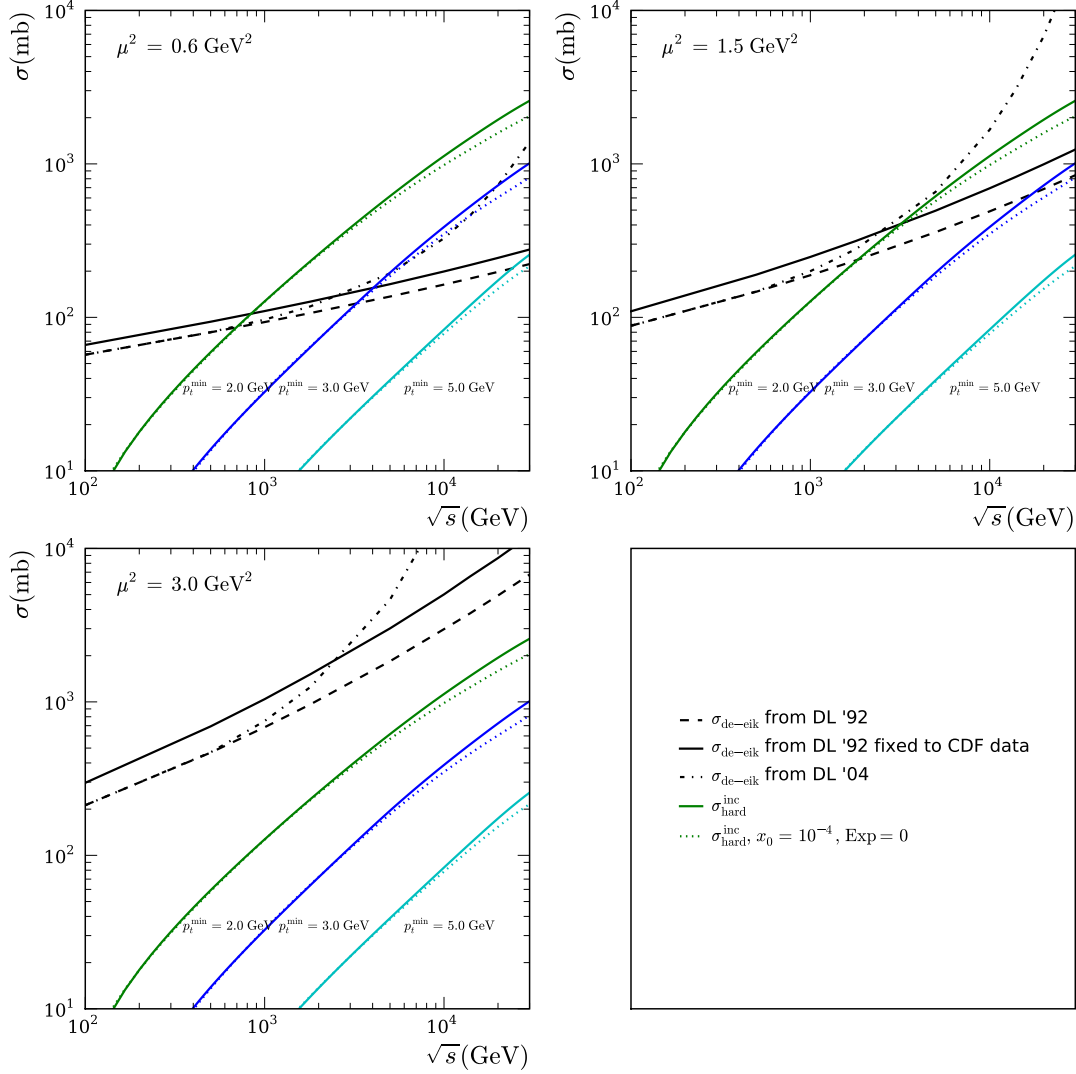 σ(mb)
μ² = 0.6 GeV²
10⁴
10³
10²
10¹
p_t^min = 2.0 GeV p_t^min = 3.0 GeV p_t^min = 5.0 GeV
10² 10³ 10⁴
√s(GeV)
σ(mb)
μ² = 1.5 GeV²
10⁴
10³
10²
10¹
p_t^min = 2.0 GeV p_t^min = 3.0 GeV p_t^min = 5.0 GeV
10² 10³ 10⁴
√s(GeV)
σ(mb)
μ² = 3.0 GeV²
10⁴
10³
10²
10¹
p_t^min = 2.0 GeV p_t^min = 3.0 GeV p_t^min = 5.0 GeV
10² 10³ 10⁴
√s(GeV)
σ_de−eik from DL '92
σ_de−eik from DL '92 fixed to CDF data
σ_de−eik from DL '04
σ_hard^inc
σ_hard^inc, x₀ = 10⁻⁴, Exp = 0